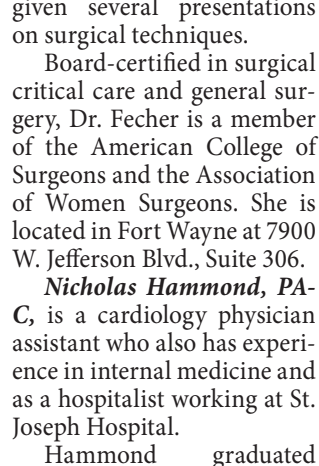 given several presentations
on surgical techniques.
Board-certified in surgical
critical care and general sur-
gery, Dr. Fecher is a member
of the American College of
Surgeons and the Association
of Women Surgeons. She is
located in Fort Wayne at 7900
W. Jefferson Blvd., Suite 306.
Nicholas Hammond, PA-
C, is a cardiology physician
assistant who also has experi-
ence in internal medicine and
as a hospitalist working at St.
Joseph Hospital.
Hammond graduated